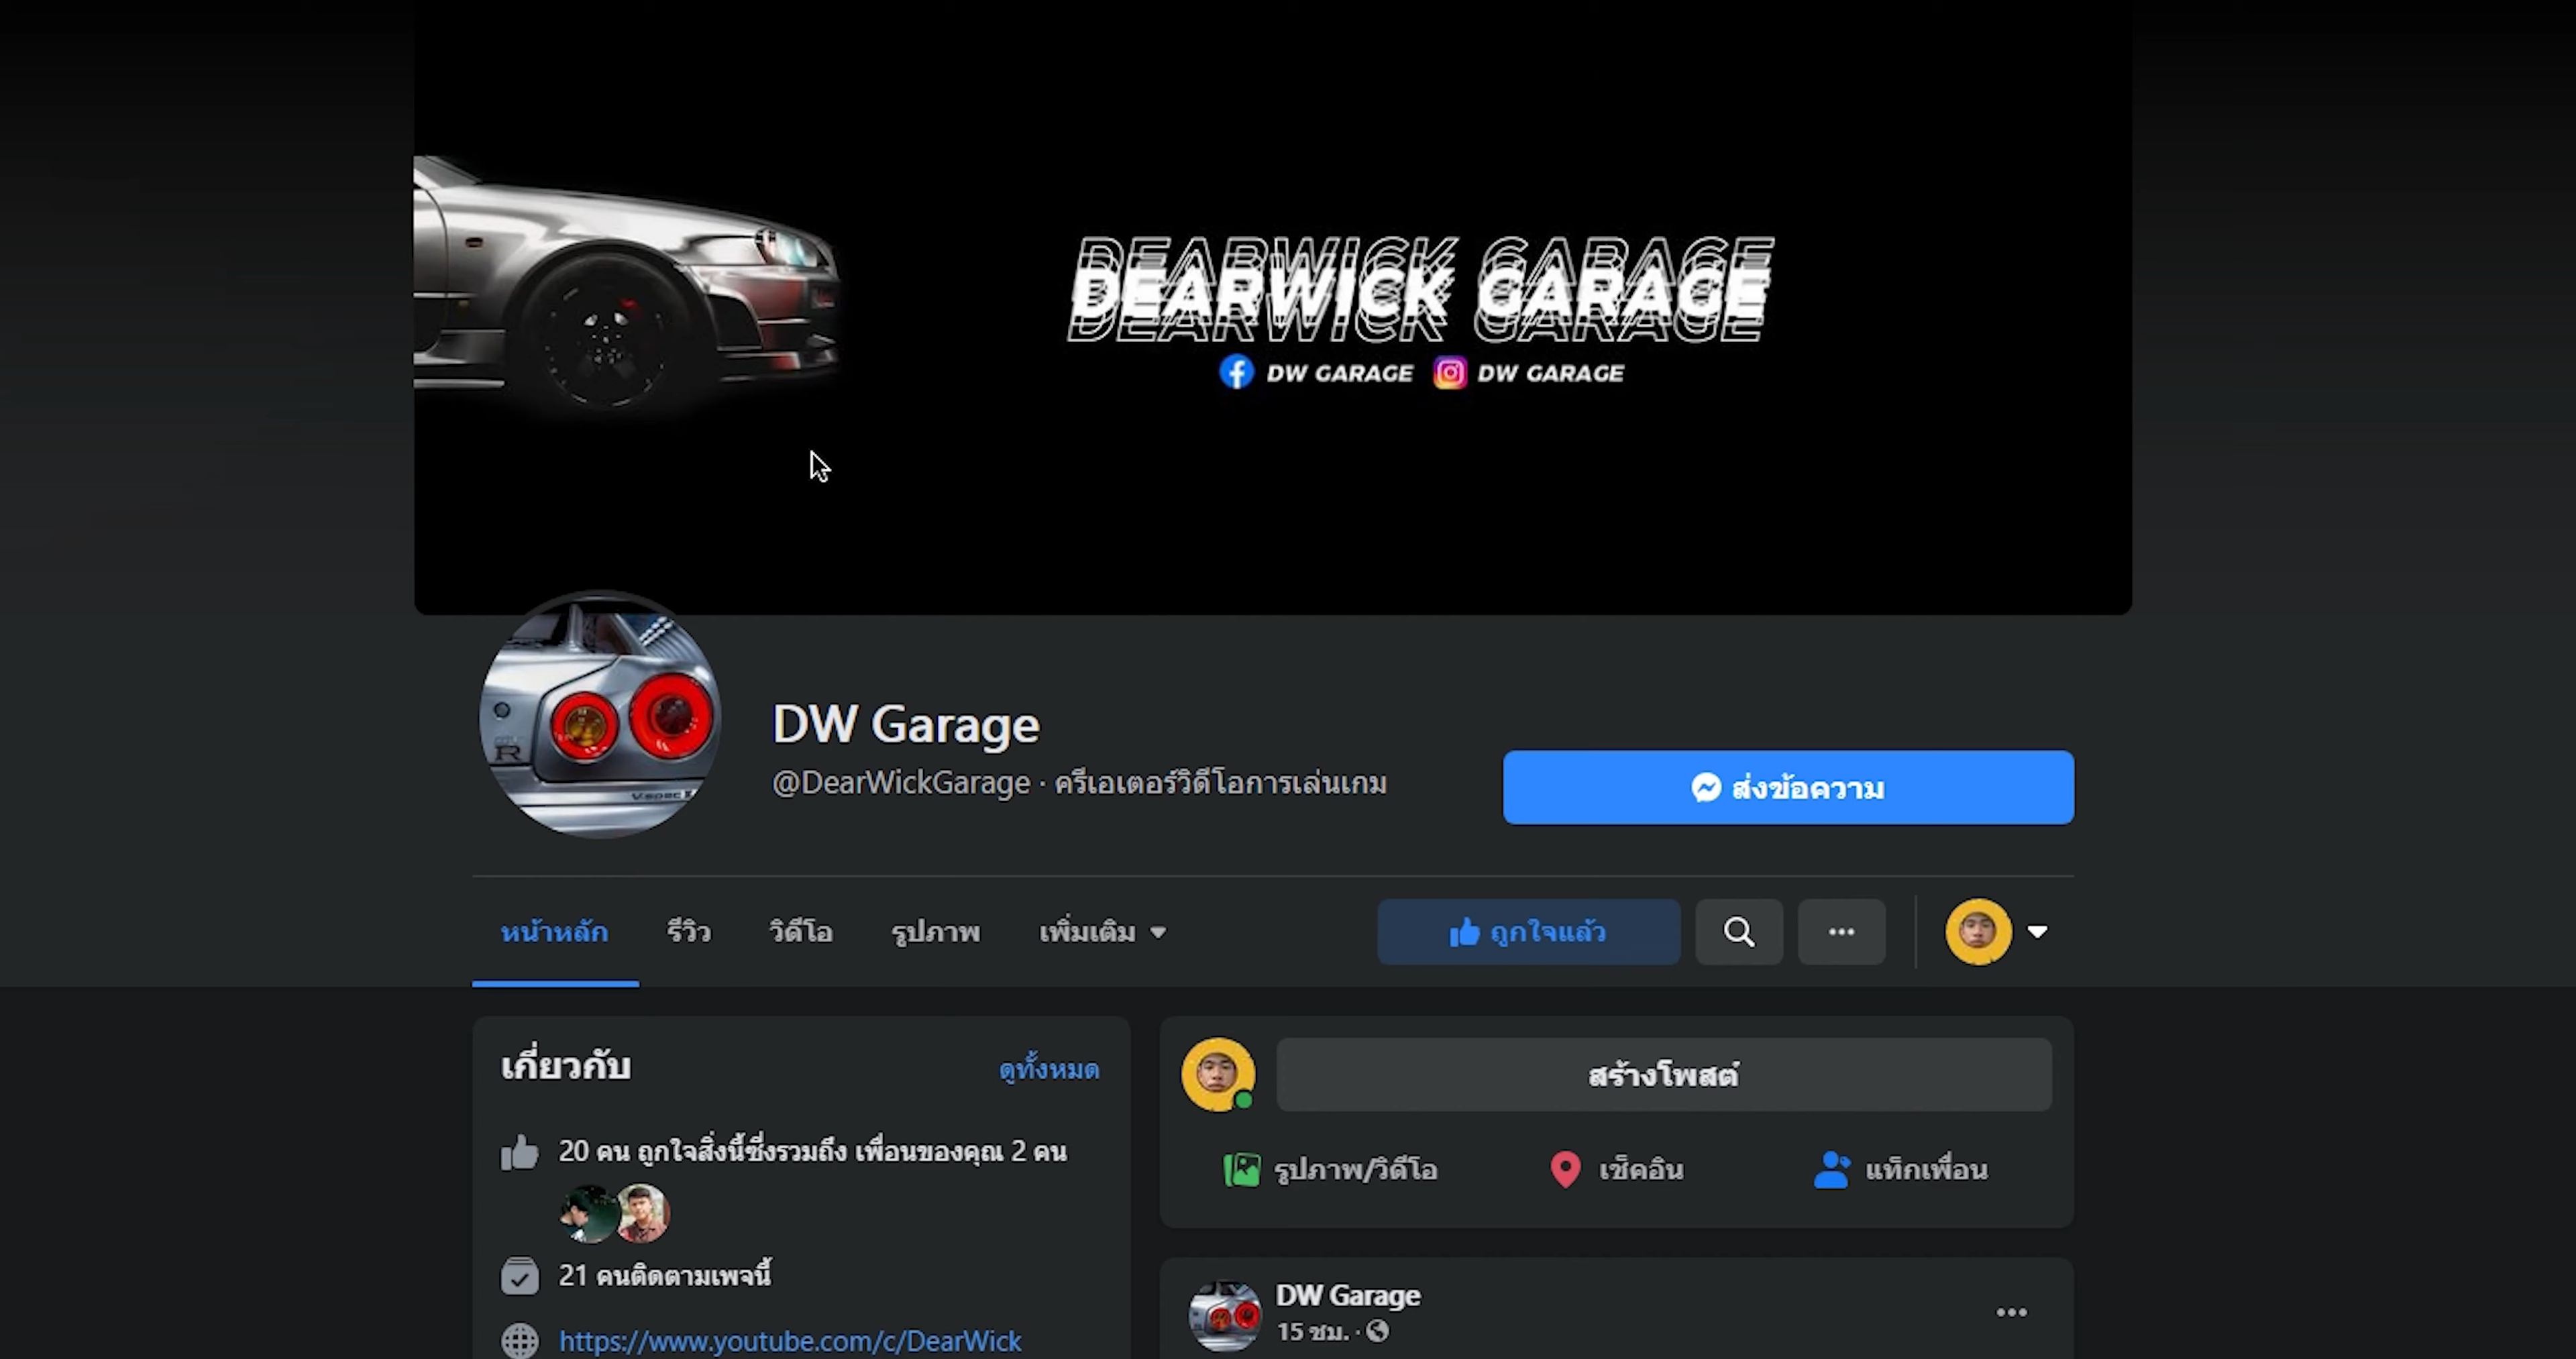 DEARWICK GARAGE
DW GARAGE DW GARAGE
DW Garage
@DearWickGarage · ครีเอเตอร์วิดีโอการเล่นเกม
ส่งข้อความ
หน้าหลัก รีวิว วิดีโอ รูปภาพ เพิ่มเติม ถูกใจแล้ว
เกี่ยวกับ ดูทั้งหมด
20 คน ถูกใจสิ่งนี้ซึ่งรวมถึง เพื่อนของคุณ 2 คน
21 คนติดตามเพจนี้
https://www.youtube.com/c/DearWick
สร้างโพสต์
รูปภาพ/วิดีโอ เช็คอิน แท็กเพื่อน
DW Garage
15 ชม. ·
R
V·spec II